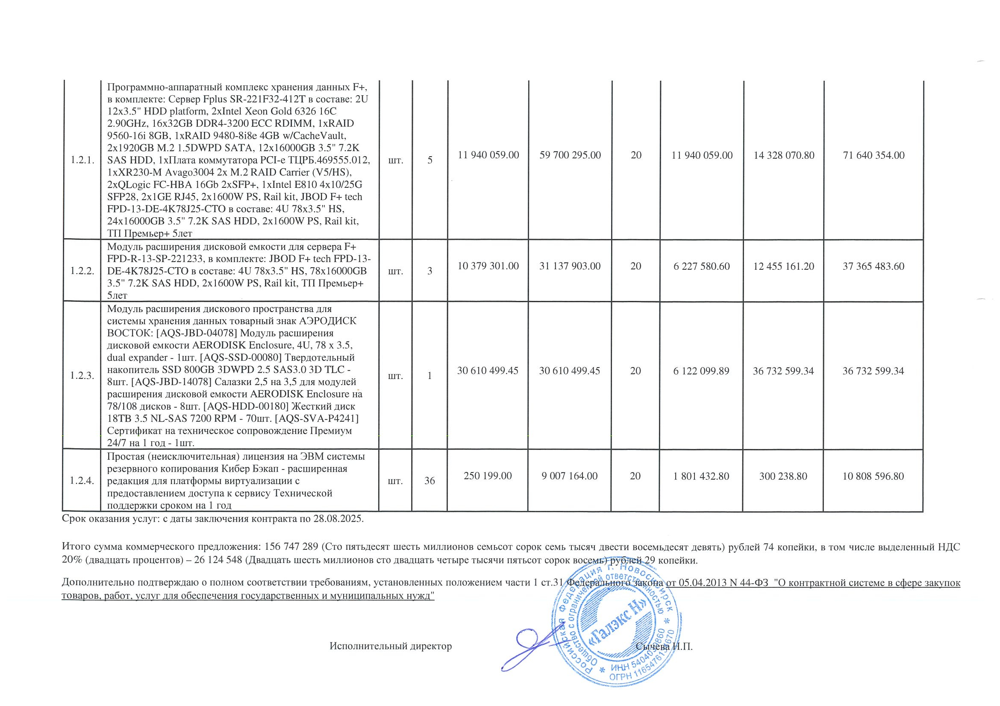 1.2.1.
Программно-аппаратный комплекс хранения данных F+,
в комплекте: Сервер Fplus SR-221F32-412T в составе: 2U
12x3.5" HDD platform, 2xIntel Xeon Gold 6326 16C
2.90GHz, 16x32GB DDR4-3200 ECC RDIMM, 1xRAID
9560-16i 8GB, 1xRAID 9480-8i8e 4GB w/CacheVault,
2x1920GB M.2 1.5DWPD SATA, 12x16000GB 3.5" 7.2K
SAS HDD, 1xПлата коммутатора PCI-e ТЦРБ.469555.012,
1xXR230-M Avago3004 2x M.2 RAID Carrier (V5/HS),
2xQLogic FC-HBA 16Gb 2xSFP+, 1xIntel E810 4x10/25G
SFP28, 2x1GE RJ45, 2x1600W PS, Rail kit, JBOD F+ tech
FPD-13-DE-4K78J25-CTO в составе: 4U 78x3.5" HS,
24x16000GB 3.5" 7.2K SAS HDD, 2x1600W PS, Rail kit,
ТП Премьер+ 5лет
шт. 5 11 940 059.00 59 700 295.00 20 11 940 059.00 14 328 070.80 71 640 354.00
1.2.2.
Модуль расширения дисковой емкости для сервера F+
FPD-R-13-SP-221233, в комплекте: JBOD F+ tech FPD-13-
DE-4K78J25-CTO в составе: 4U 78x3.5" HS, 78x16000GB
3.5" 7.2K SAS HDD, 2x1600W PS, Rail kit, ТП Премьер+
5лет
шт. 3 10 379 301.00 31 137 903.00 20 6 227 580.60 12 455 161.20 37 365 483.60
1.2.3.
Модуль расширения дискового пространства для
системы хранения данных товарный знак АЭРОДИСК
ВОСТОК: [AQS-JBD-04078] Модуль расширения
дисковой емкости AERODISK Enclosure, 4U, 78 x 3.5,
dual expander - 1шт. [AQS-SSD-00080] Твердотельный
накопитель SSD 800GB 3DWPD 2.5 SAS3.0 3D TLC -
8шт. [AQS-JBD-14078] Салазки 2,5 на 3,5 для модулей
расширения дисковой емкости AERODISK Enclosure на
78/108 дисков - 8шт. [AQS-HDD-00180] Жесткий диск
18TB 3.5 NL-SAS 7200 RPM - 70шт. [AQS-SVA-P4241]
Сертификат на техническое сопровождение Премиум
24/7 на 1 год - 1шт.
шт. 1 30 610 499.45 30 610 499.45 20 6 122 099.89 36 732 599.34 36 732 599.34
1.2.4.
Простая (неисключительная) лицензия на ЭВМ системы
резервного копирования Кибер Бэкап - расширенная
редакция для платформы виртуализации с
предоставлением доступа к сервису Технической
поддержки сроком на 1 год
шт. 36 250 199.00 9 007 164.00 20 1 801 432.80 300 238.80 10 808 596.80
Срок оказания услуг: с даты заключения контракта по 28.08.2025.
Итого сумма коммерческого предложения: 156 747 289 (Сто пятьдесят шесть миллионов семьсот сорок семь тысяч двести восемьдесят девять) рублей 74 копейки, в том числе выделенный НДС
20% (двадцать процентов) – 26 124 548 (Двадцать шесть миллионов сто двадцать четыре тысячи пятьсот сорок восемь) рублей 29 копейки.
Дополнительно подтверждаю о полном соответствии требованиям, установленных положением части 1 ст.31 Федерального закона от 05.04.2013 N 44-ФЗ "О контрактной системе в сфере закупок
товаров, работ, услуг для обеспечения государственных и муниципальных нужд"
Исполнительный директор
Сычева Н.П.
Российская Федерация г. Новосибирск
Общество с ограниченной ответственностью
«Галэкс Н»
ИНН
ОГРН